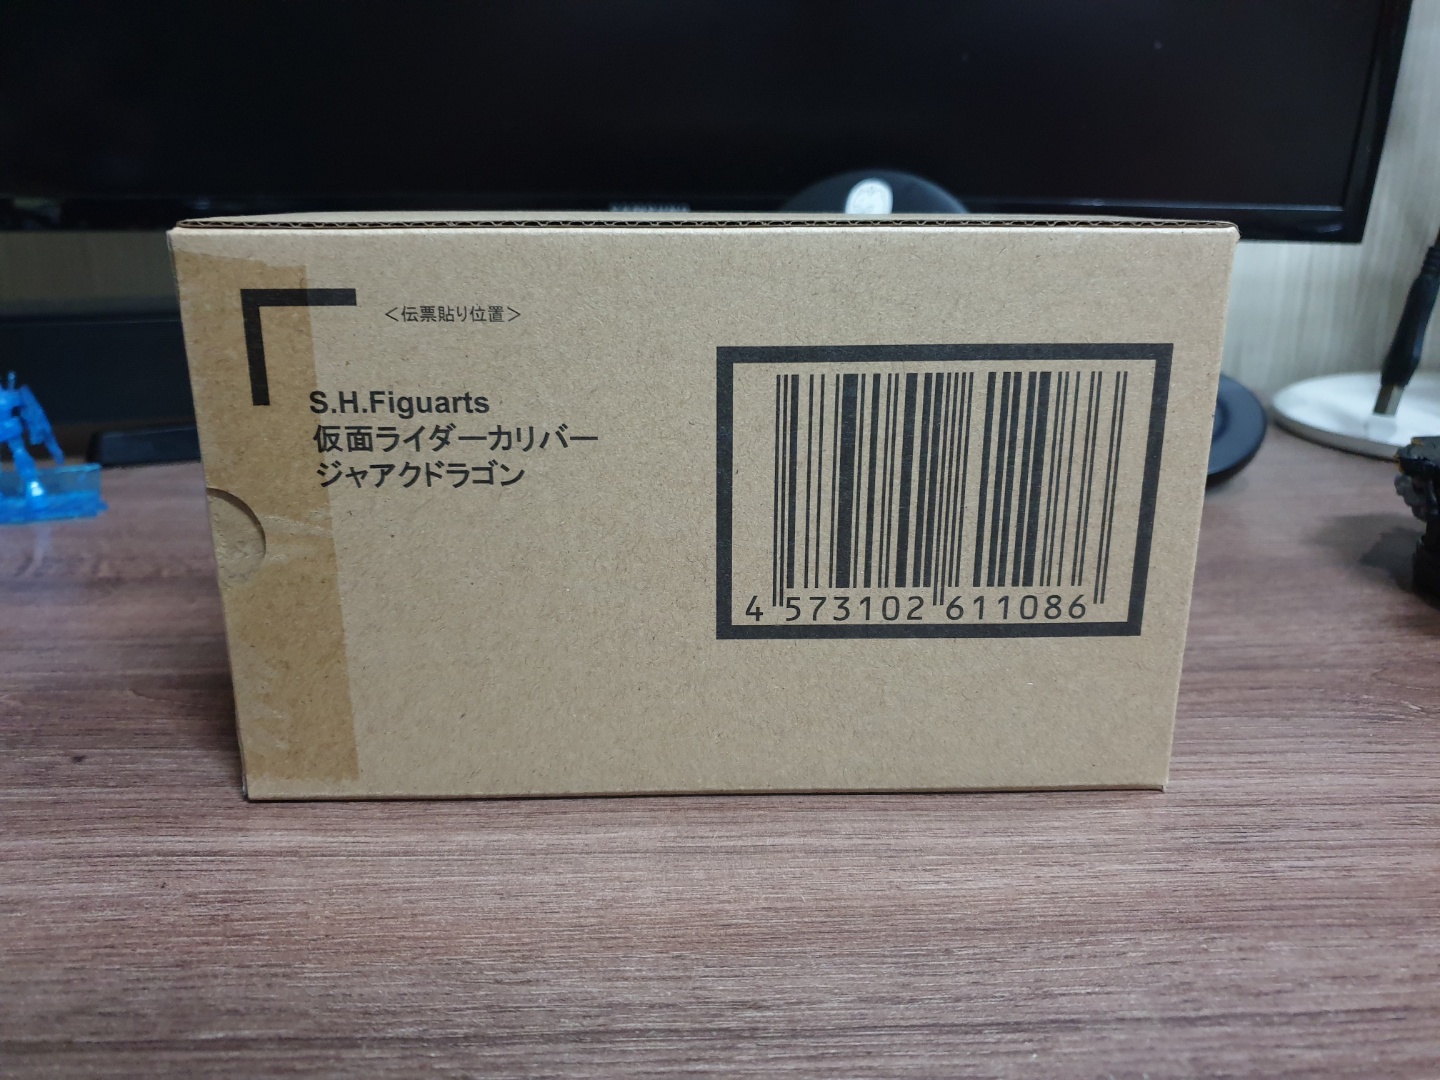 ＜伝票貼り位置＞
S.H.Figuarts
仮面ライダーカリバー
ジャアクドラゴン
4 573102 611086